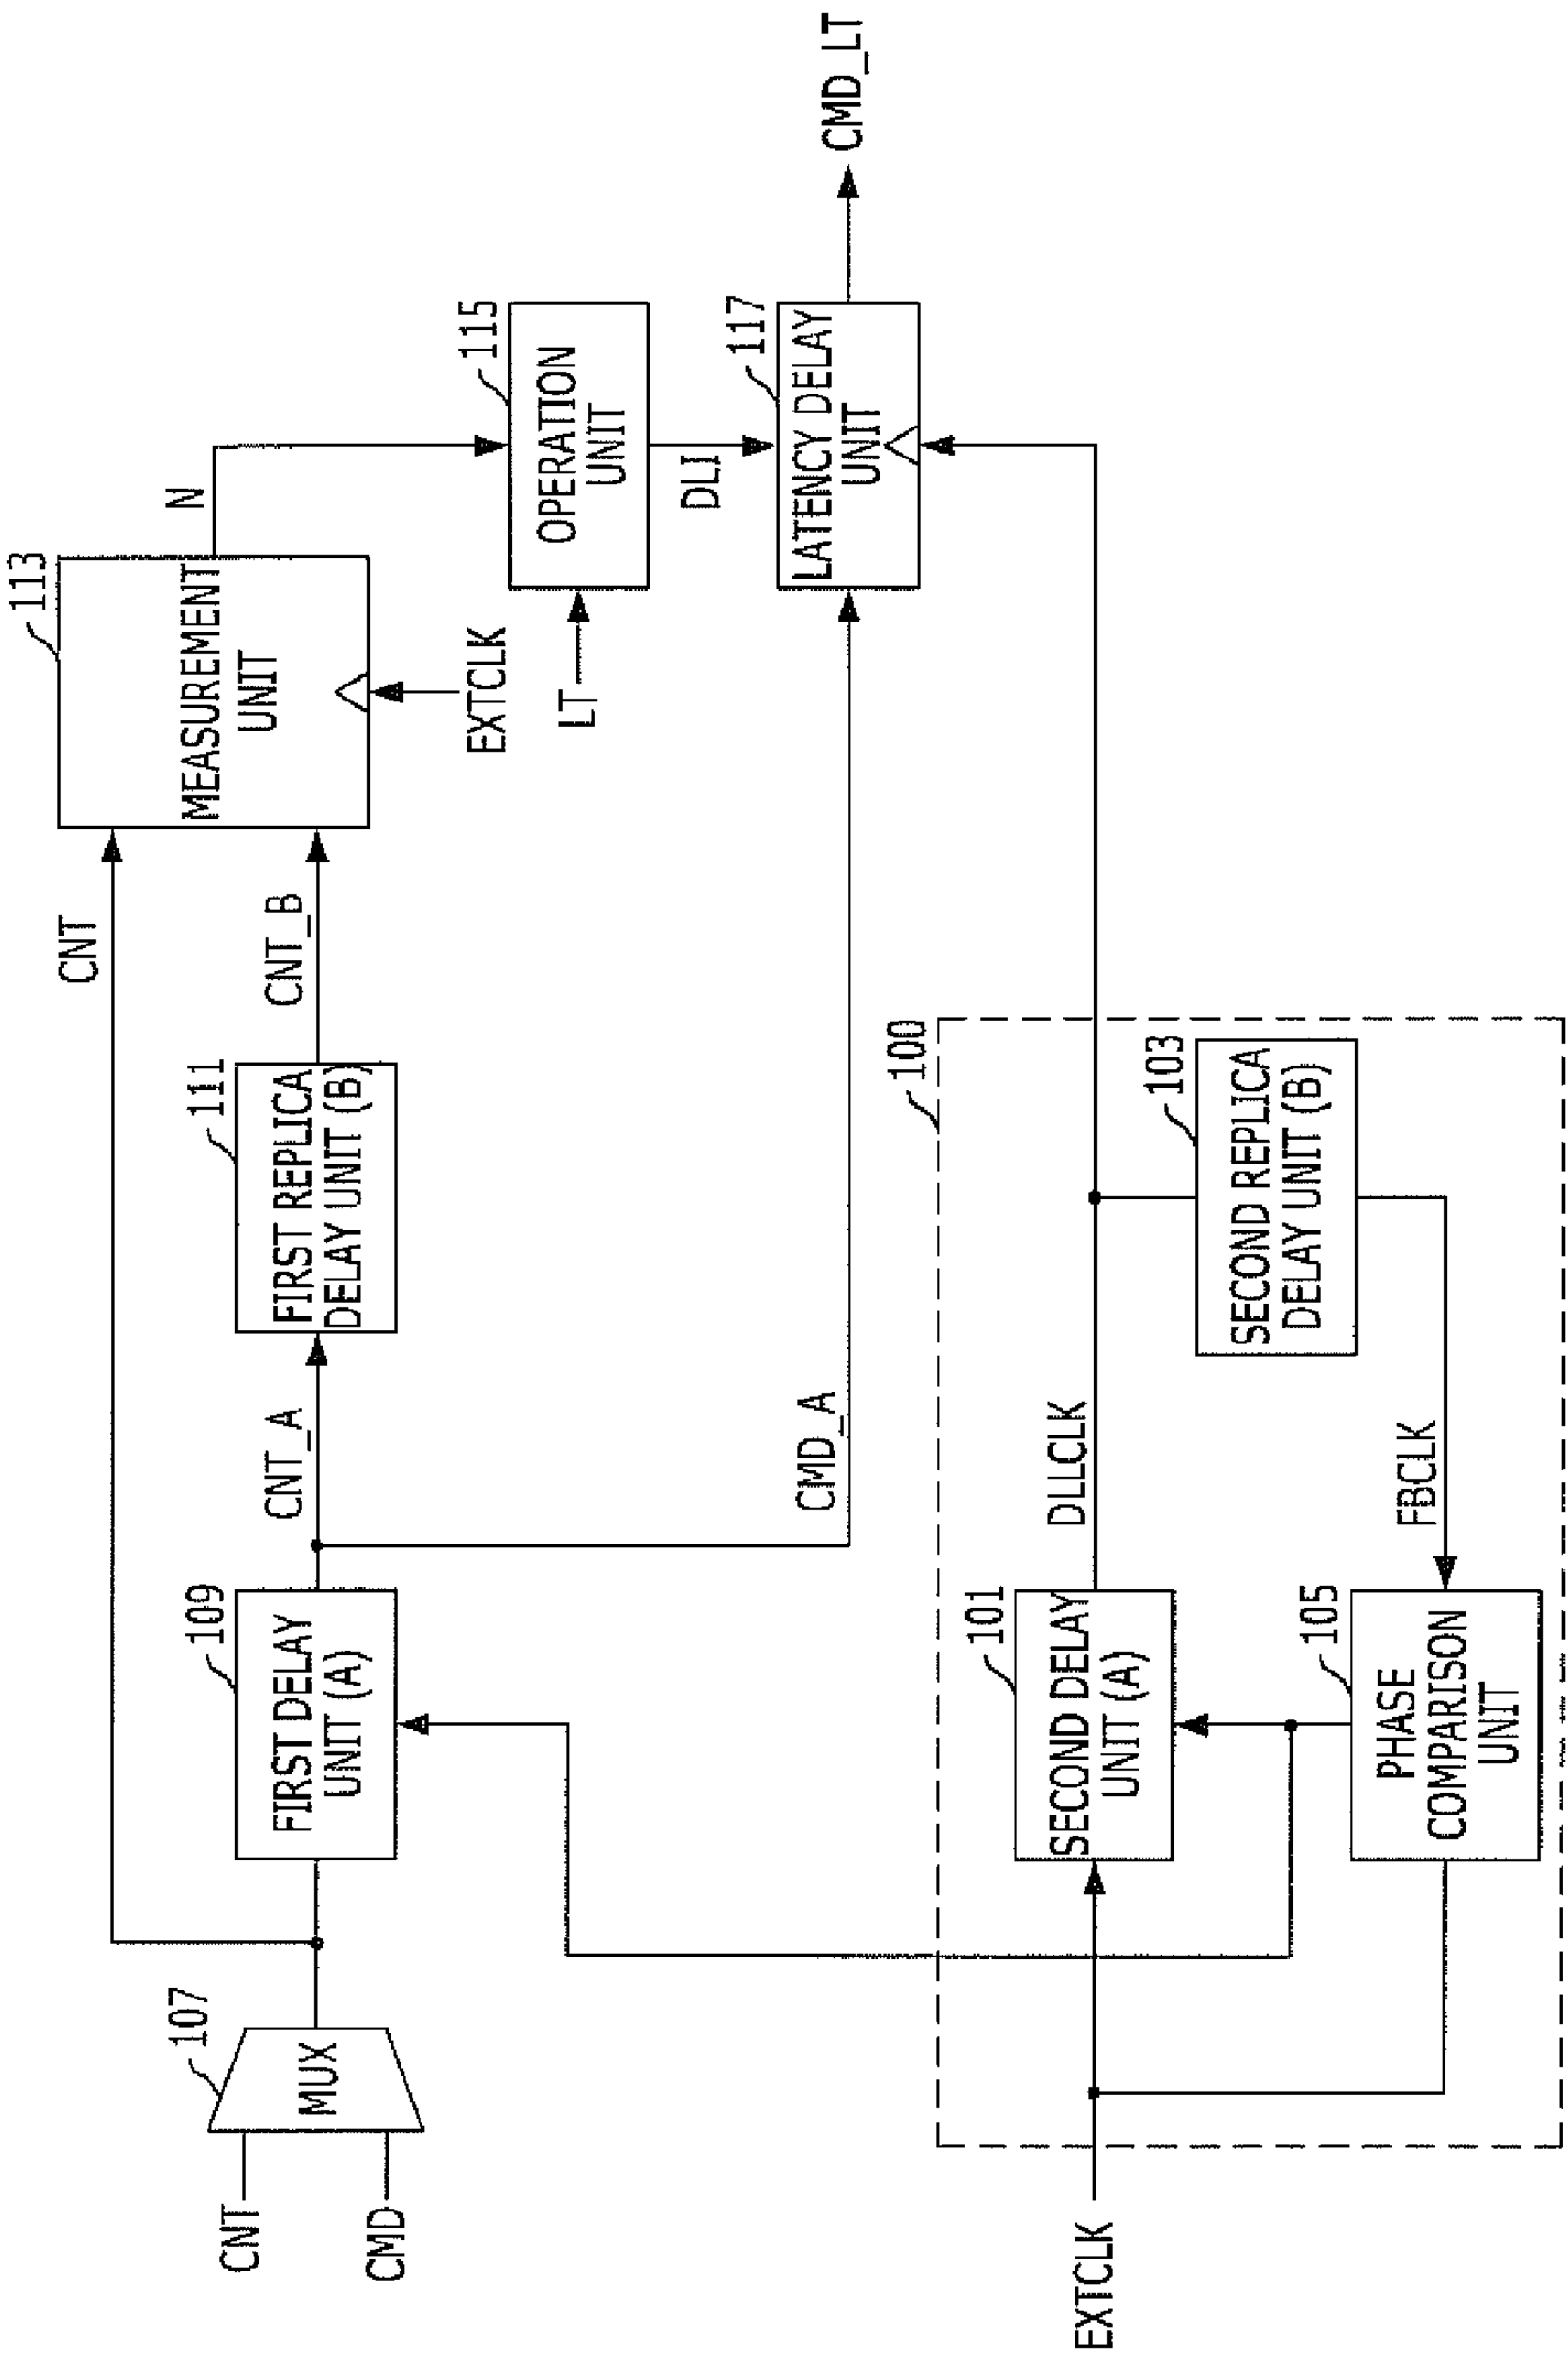 CNT
CMD
107
MUX
109
FIRST DELAY
UNIT (A)
CNT_A
111
FIRST REPLICA
DELAY UNIT (B)
CNT_B
CNT
113
MEASUREMENT
UNIT
EXTCLK
N
115
OPERATION
UNIT
LT
DLI
117
LATENCY DELAY
UNIT
CMD_A
CMD_LT
100
EXTCLK
101
SECOND DELAY
UNIT (A)
DLLCLK
103
SECOND REPLICA
DELAY UNIT (B)
FBCLK
105
PHASE
COMPARISON
UNIT